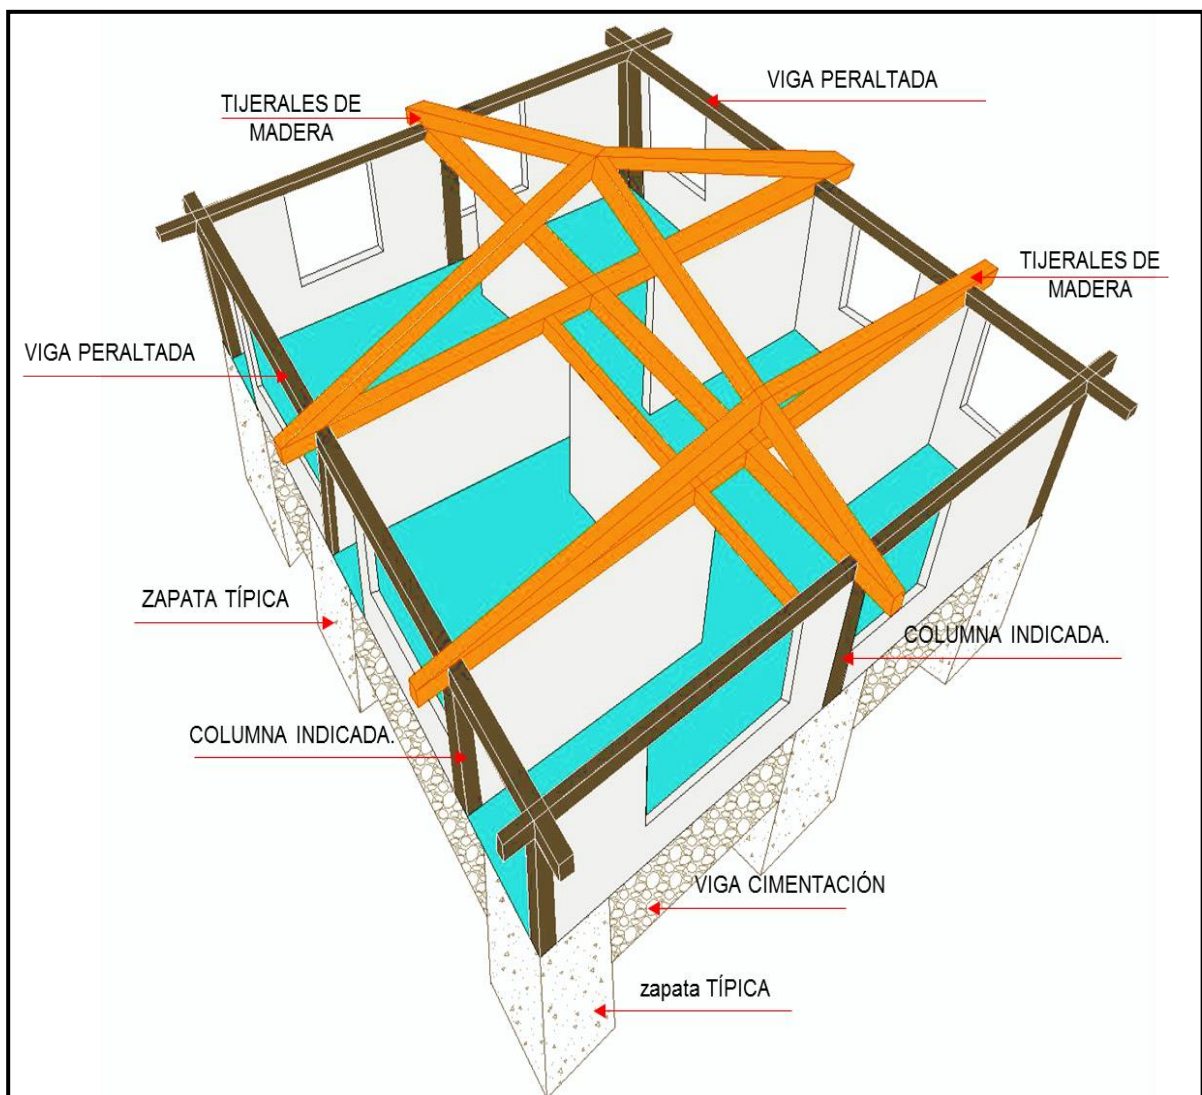 VIGA PERALTADA
TIJERALES DE
MADERA
TIJERALES DE
MADERA
VIGA PERALTADA
ZAPATA TÍPICA
COLUMNA INDICADA.
COLUMNA INDICADA.
VIGA CIMENTACIÓN
zapata TÍPICA